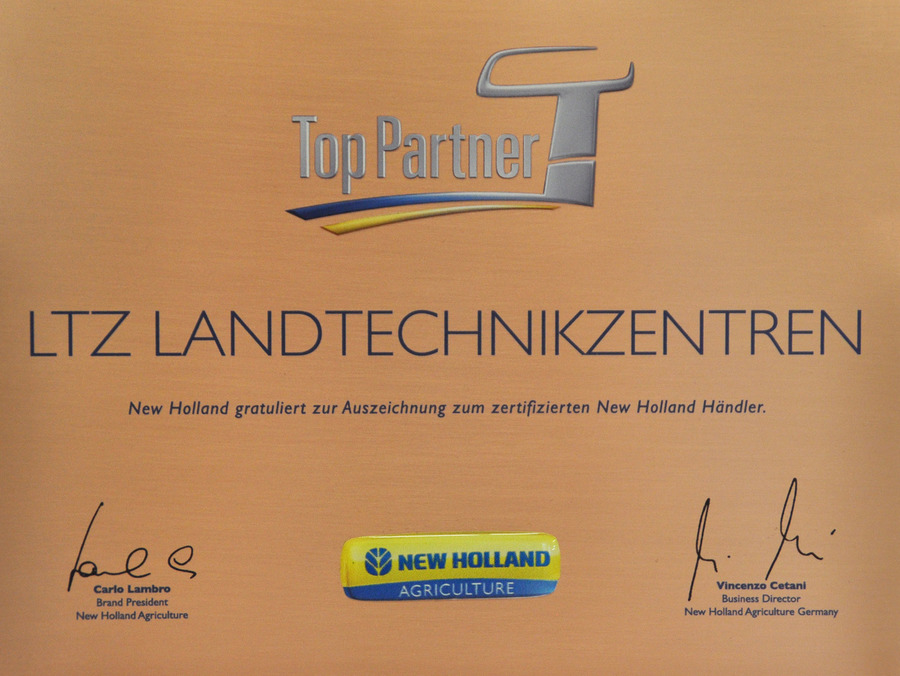 Top Partner
LTZ LANDTECHNIKZENTREN
New Holland gratuliert zur Auszeichnung zum zertifizierten New Holland Händler.
Carlo Lambro
Brand President
New Holland Agriculture
NEW HOLLAND
AGRICULTURE
Vincenzo Cetani
Business Director
New Holland Agriculture Germany